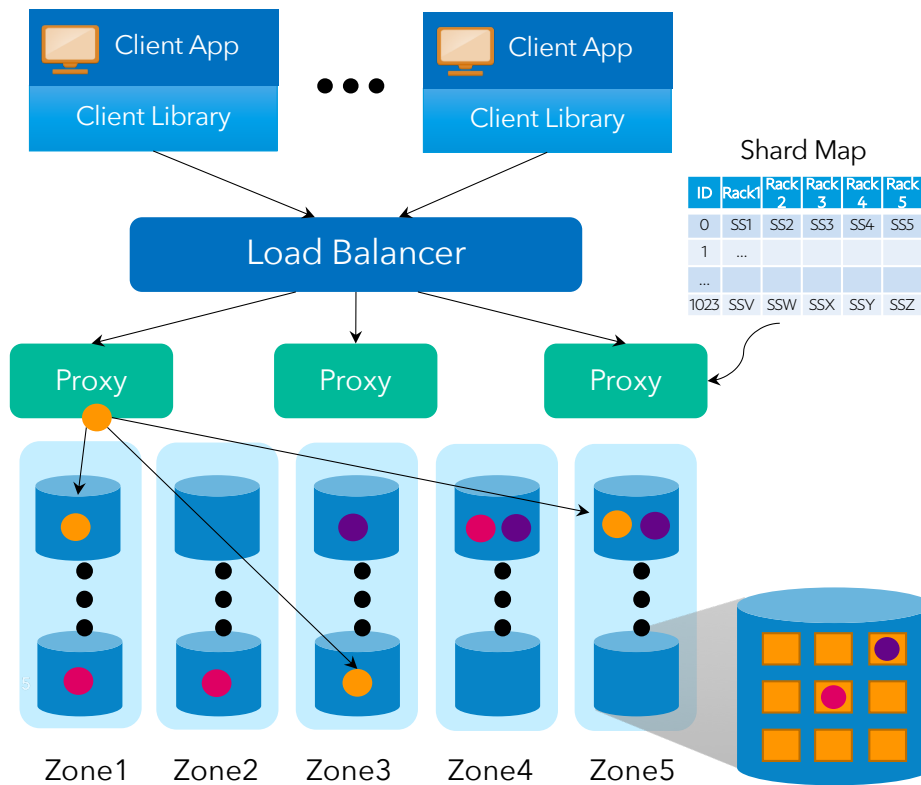 Client App
Client Library
Client App
Client Library
Shard Map
ID Rack1 Rack 2 Rack 3 Rack 4 Rack 5
0 SS1 SS2 SS3 SS4 SS5
1 ...
...
1023 SSV SSW SSX SSY SSZ
Load Balancer
Proxy Proxy Proxy
5
Zone1 Zone2 Zone3 Zone4 Zone5